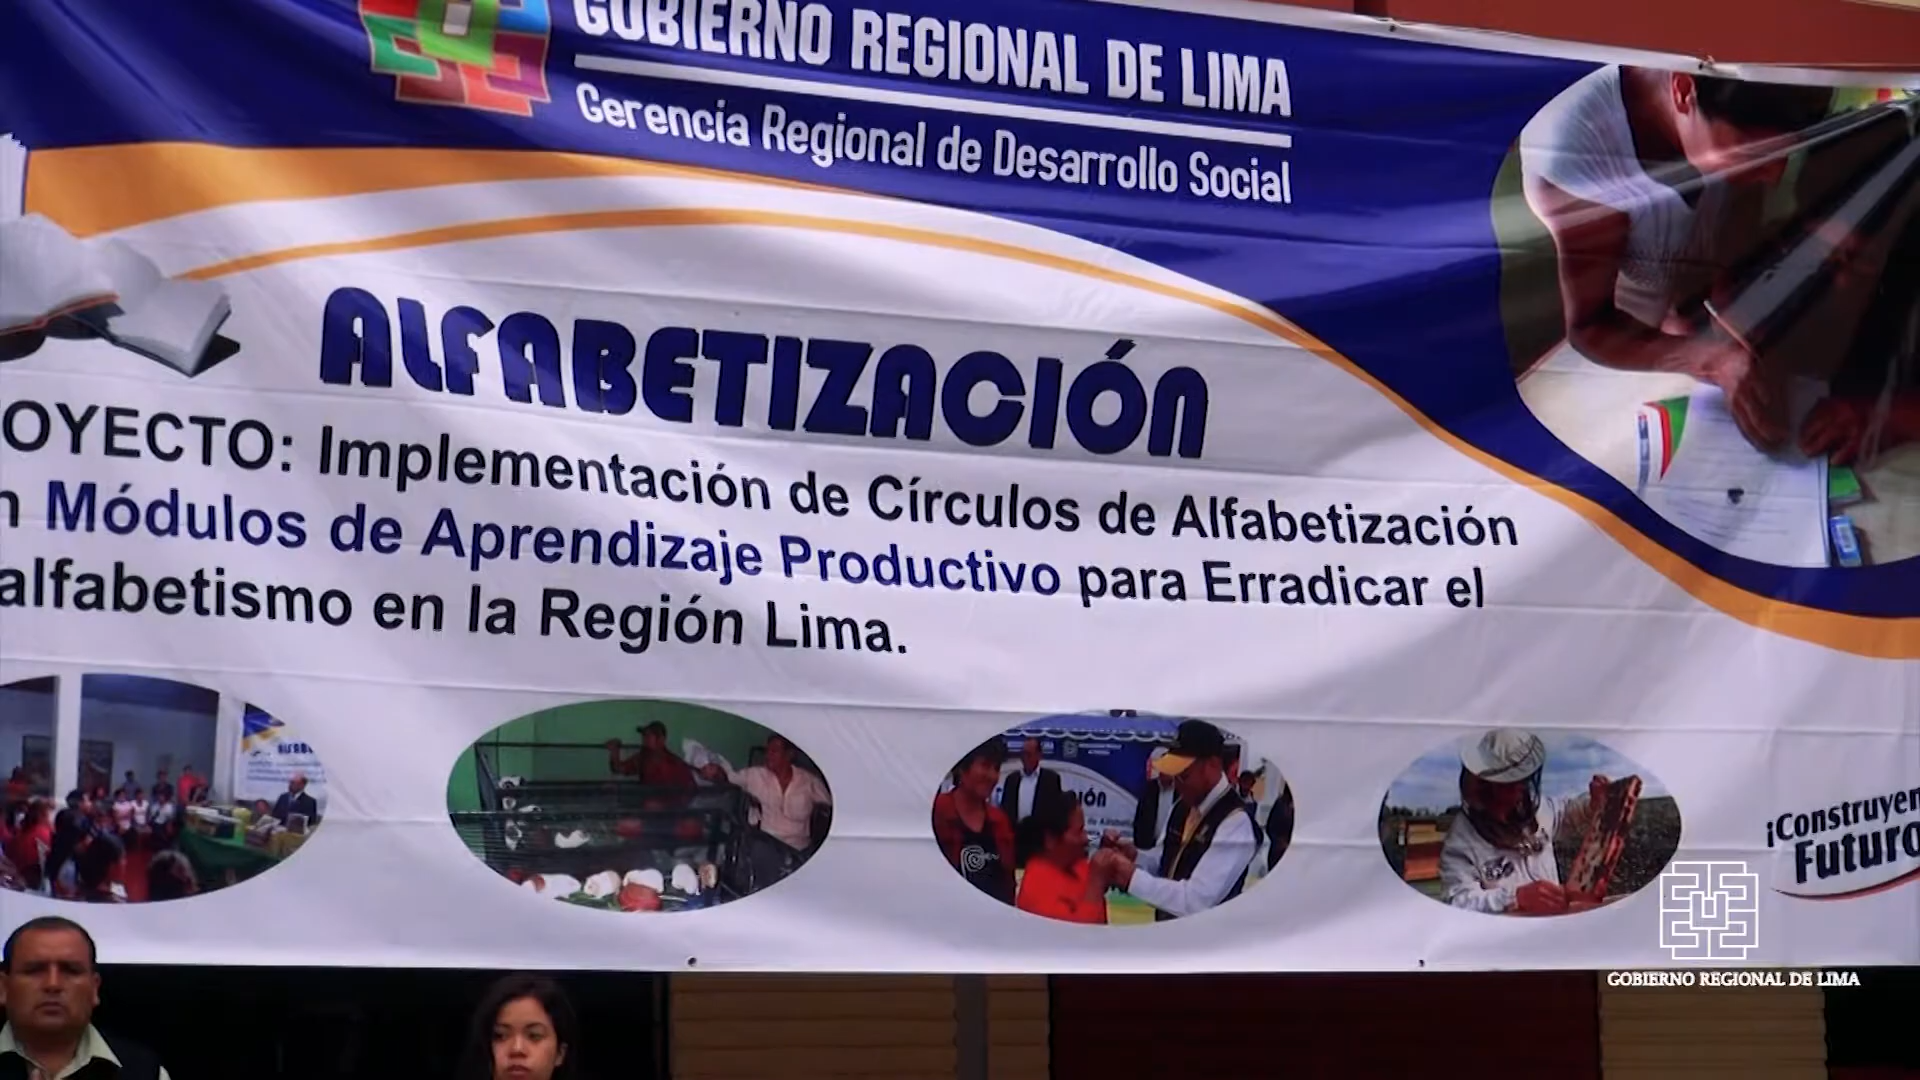 GOBIERNO REGIONAL DE LIMA
Gerencia Regional de Desarrollo Social
ALFABETIZACIÓN
OYECTO: Implementación de Círculos de Alfabetización
n Módulos de Aprendizaje Productivo para Erradicar el
alfabetismo en la Región Lima.
¡Construyen
Futuro
GOBIERNO REGIONAL DE LIMA